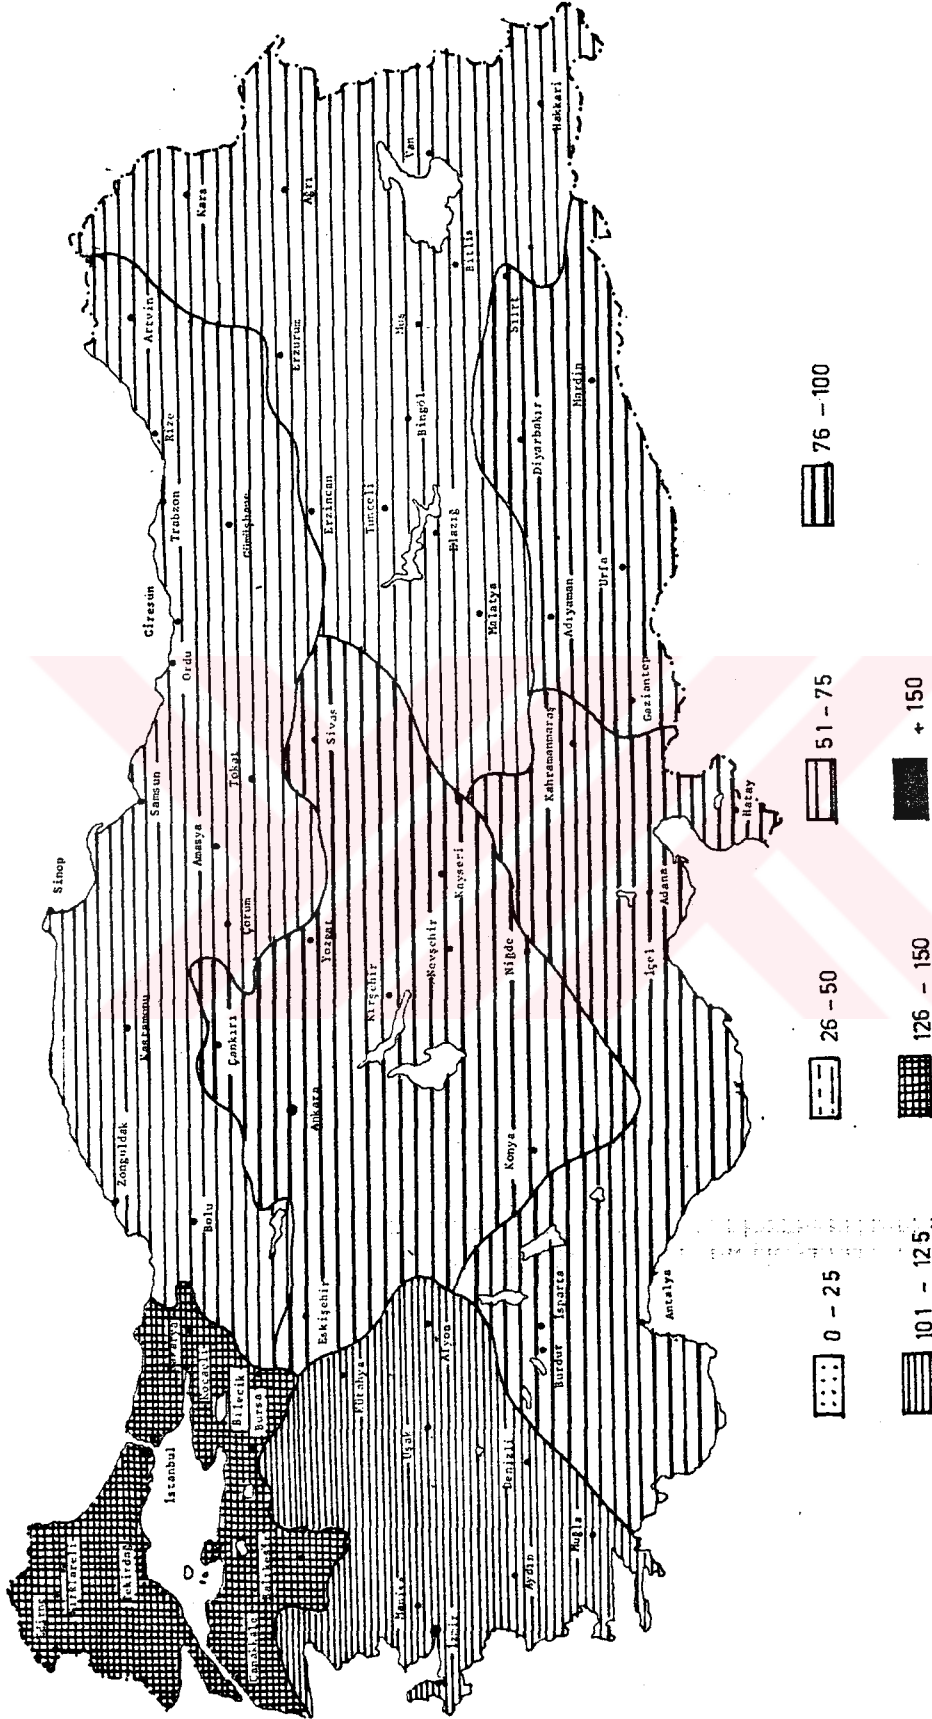 Edirne
Kırklareli
Tekirdağ
İstanbul
Kocaeli
Bilecik
Bursa
Balıkesir
Çanakkale
Manisa
İzmir
Aydın
Muğla
Denizli
Uşak
Kütahya
Afyon
Burdur
Isparta
Antalya
Eskişehir
Bolu
Zonguldak
Kastamonu
Sinop
Çankırı
Ankara
Konya
Kırşehir
Nevşehir
Niğde
Kayseri
Yozgat
Çorum
Amasya
Samsun
Tokat
Sivas
Ordu
Giresun
Trabzon
Gümüşhane
Rize
Artvin
Kars
Ağrı
Erzurum
Erzincan
Tunceli
Bingöl
Muş
Van
Bitlis
Hakkari
Siirt
Mardin
Diyarbakır
Elazığ
Malatya
Adıyaman
Urfa
Gaziantep
Kahramanmaraş
Hatay
Adana
İçel
0 - 25
26 - 50
51 - 75
76 - 100
101 - 125
126 - 150
+ 150